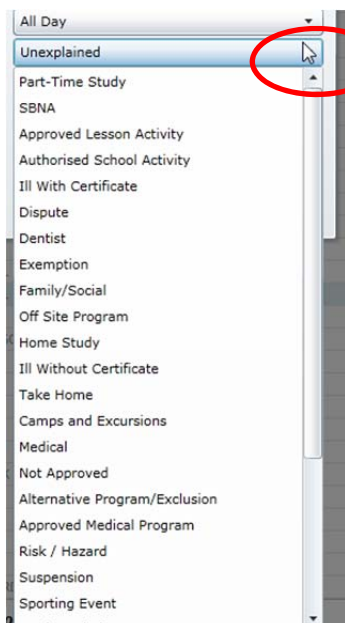 All Day
Unexplained
Part-Time Study
SBNA
Approved Lesson Activity
Authorised School Activity
Ill With Certificate
Dispute
Dentist
Exemption
Family/Social
Off Site Program
Home Study
Ill Without Certificate
Take Home
Camps and Excursions
Medical
Not Approved
Alternative Program/Exclusion
Approved Medical Program
Risk / Hazard
Suspension
Sporting Event